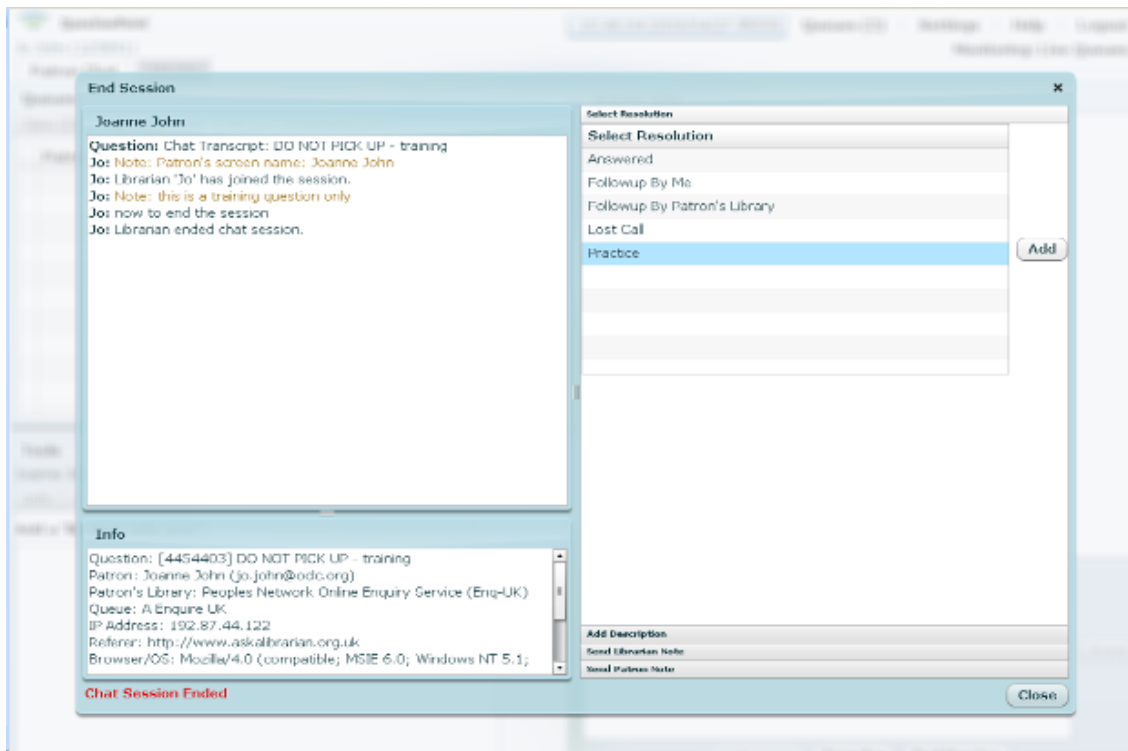 QuestionPoint
Queues
Settings
Help
Logout
End Session
Joanne John
Question: Chat Transcript: DO NOT PICK UP - training
Jo: Note: Patron's screen name: Joanne John
Jo: Librarian 'Jo' has joined the session.
Jo: Note: this is a training question only
Jo: now to end the session
Jo: Librarian ended chat session.
Info
Question: [4454403] DO NOT PICK UP - training
Patron: Joanne John (jo.john@odc.org)
Patron's Library: Peoples Network Online Enquiry Service (Enq-UK)
Queue: A Enquire UK
IP Address: 192.87.44.122
Referer: http://www.askalibrarian.org.uk
Browser/OS: Mozilla/4.0 (compatible; MSIE 6.0; Windows NT 5.1;
Chat Session Ended
Select Resolution
Select Resolution
Answered
Followup By Me
Followup By Patron's Library
Lost Call
Practice
Add
Add Description
Send Librarian Note
Send Patron Note
Close